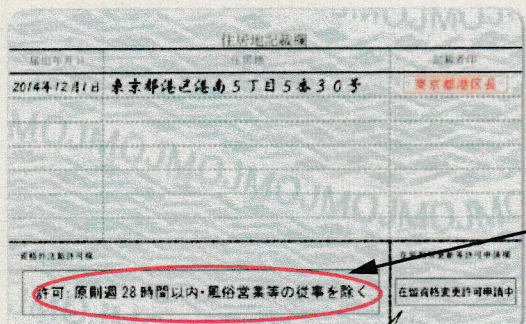 住居地記載欄
届出年月日 住居地 記載者印
2014年12月1日 東京都港区港南5丁目5番30号 東京都港区長
資格外活動許可欄 在留期間更新等許可申請欄
許可:原則週28時間以内・風俗営業等の従事を除く 在留資格変更許可申請中